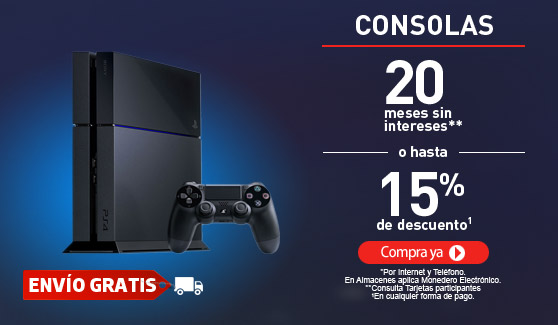 CONSOLAS
20
meses sin
intereses**
o hasta
15%
de descuento¹
Compra ya
*Por Internet y Teléfono.
En Almacenes aplica Monedero Electrónico.
**Consulta Tarjetas participantes
¹En cualquier forma de pago.
PS4
ENVÍO GRATIS